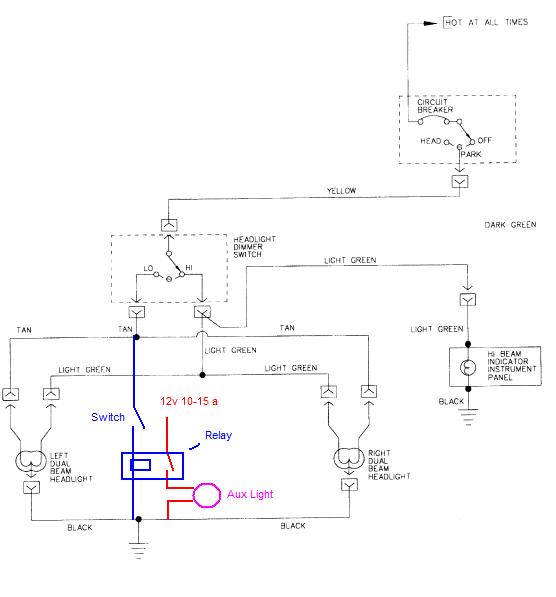 HOT AT ALL TIMES
CIRCUIT
BREAKER
HEAD
OFF
PARK
YELLOW
DARK GREEN
HEADLIGHT
DIMMER
SWITCH
LO
HI
LIGHT GREEN
TAN
TAN
TAN
LIGHT GREEN
LIGHT GREEN
LIGHT GREEN
LIGHT GREEN
Hi BEAM
INDICATOR
INSTRUMENT
PANEL
BLACK
12v 10-15 a
Switch
Relay
LEFT
DUAL
BEAM
HEADLIGHT
RIGHT
DUAL
BEAM
HEADLIGHT
Aux Light
BLACK
BLACK